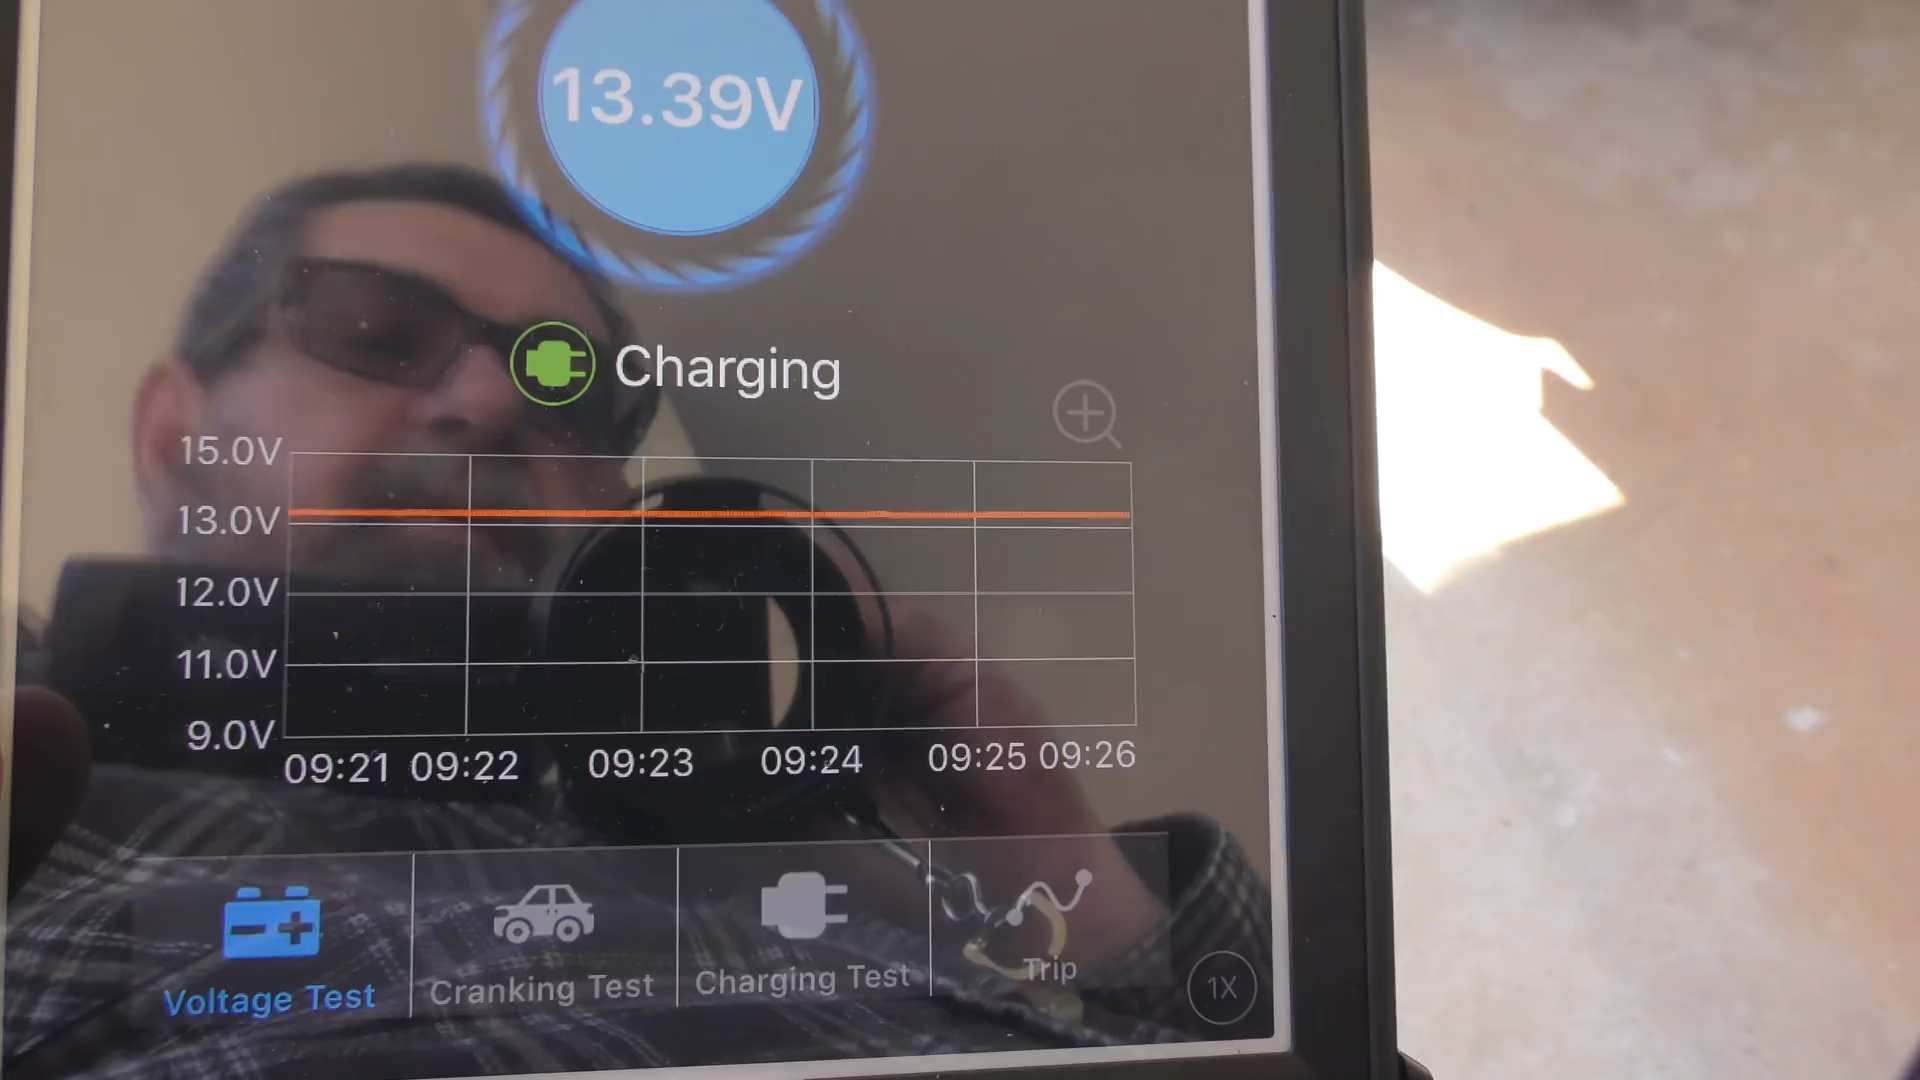 13.39V
Charging
15.0V
13.0V
12.0V
11.0V
9.0V
09:21 09:22 09:23 09:24 09:25 09:26
Voltage Test Cranking Test Charging Test Trip
1X